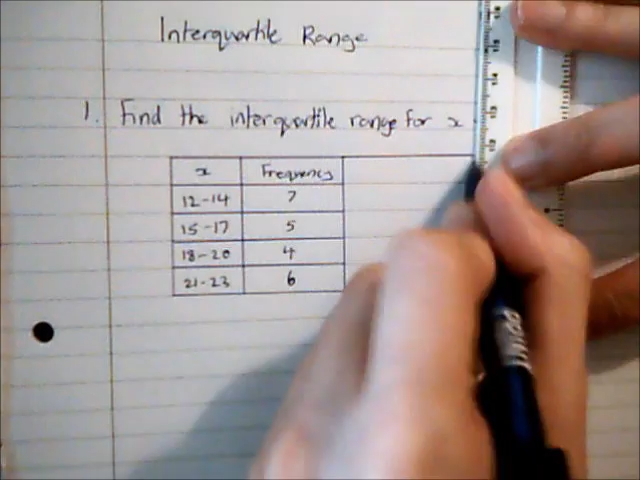 Interquartile Range
1. Find the interquartile range for x
x Frequency
12-14 7
15-17 5
18-20 4
21-23 6